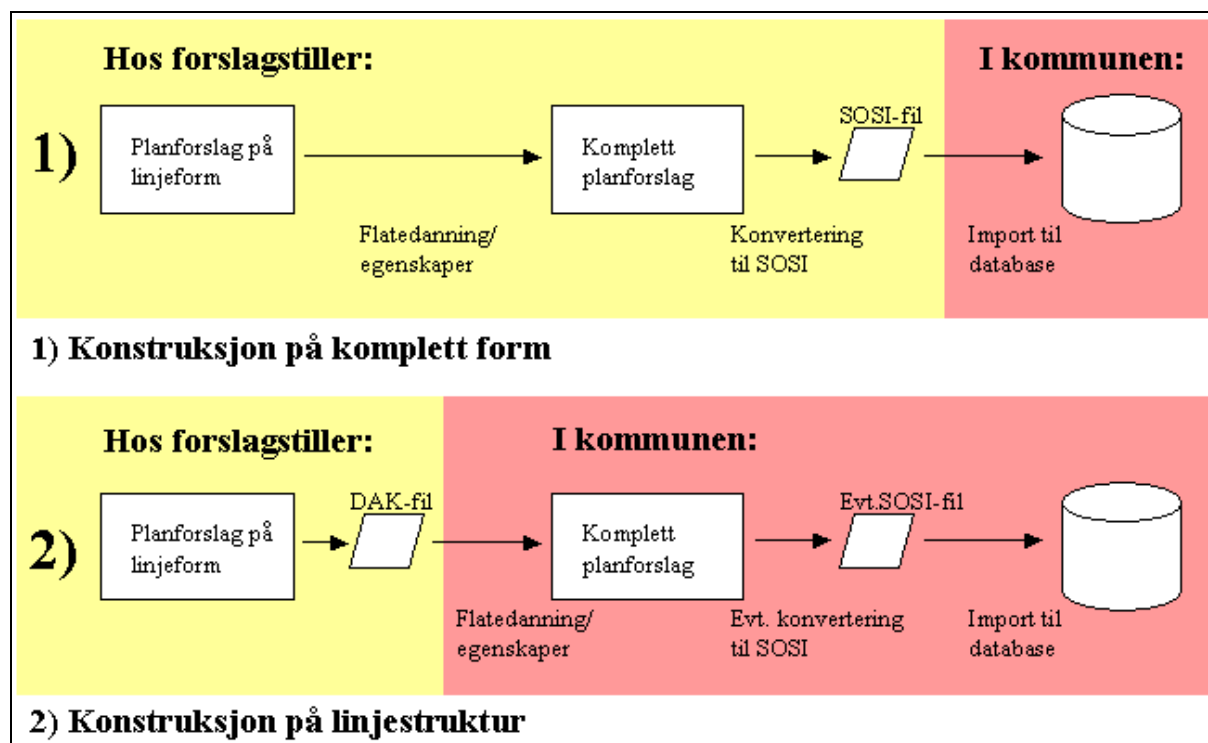 Hos forslagstiller:
I kommunen:
1)
Planforslag på
linjeform
Flatedanning/
egenskaper
Komplett
planforslag
Konvertering
til SOSI
SOSI-fil
Import til
database
1) Konstruksjon på komplett form
Hos forslagstiller:
I kommunen:
2)
Planforslag på
linjeform
DAK-fil
Flatedanning/
egenskaper
Komplett
planforslag
Evt. konvertering
til SOSI
Evt.SOSI-fil
Import til
database
2) Konstruksjon på linjestruktur